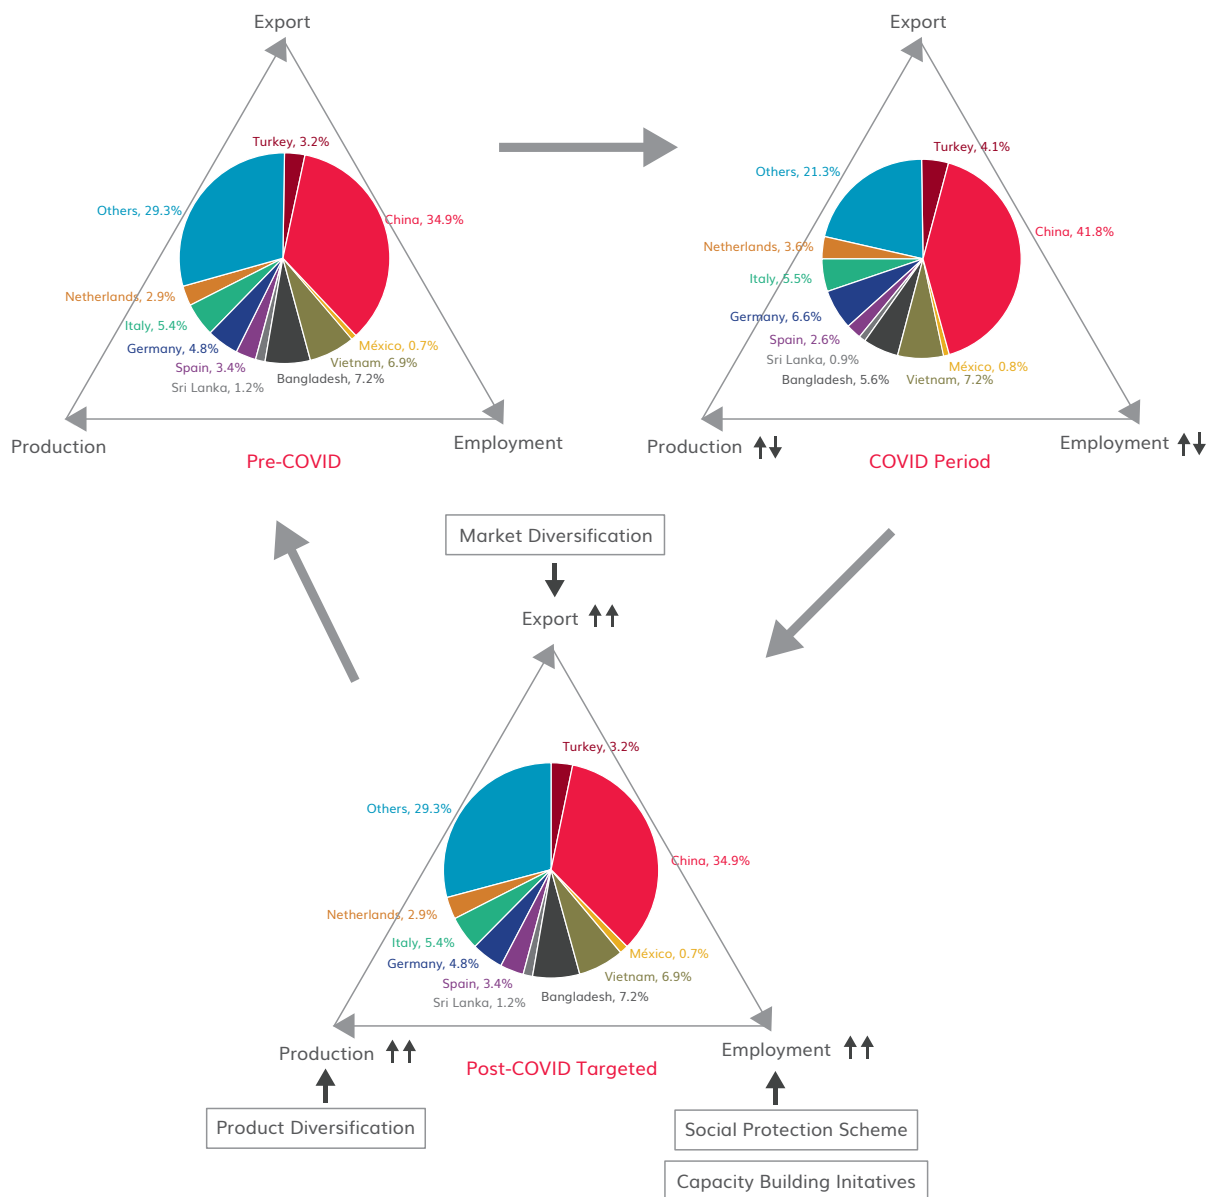 Export
Turkey, 3.2%
Others, 29.3%
China, 34.9%
Netherlands, 2.9%
Italy, 5.4%
México, 0.7%
Germany, 4.8%
Vietnam, 6.9%
Spain, 3.4%
Bangladesh, 7.2%
Sri Lanka, 1.2%
Production
Employment
Pre-COVID
Export
Turkey, 4.1%
Others, 21.3%
China, 41.8%
Netherlands, 3.6%
Italy, 5.5%
Germany, 6.6%
Spain, 2.6%
Sri Lanka, 0.9%
México, 0.8%
Bangladesh, 5.6%
Vietnam, 7.2%
Production
Employment
COVID Period
Market Diversification
Export
Turkey, 3.2%
Others, 29.3%
China, 34.9%
Netherlands, 2.9%
Italy, 5.4%
México, 0.7%
Germany, 4.8%
Vietnam, 6.9%
Spain, 3.4%
Bangladesh, 7.2%
Sri Lanka, 1.2%
Production
Employment
Post-COVID Targeted
Product Diversification
Social Protection Scheme
Capacity Building Initatives